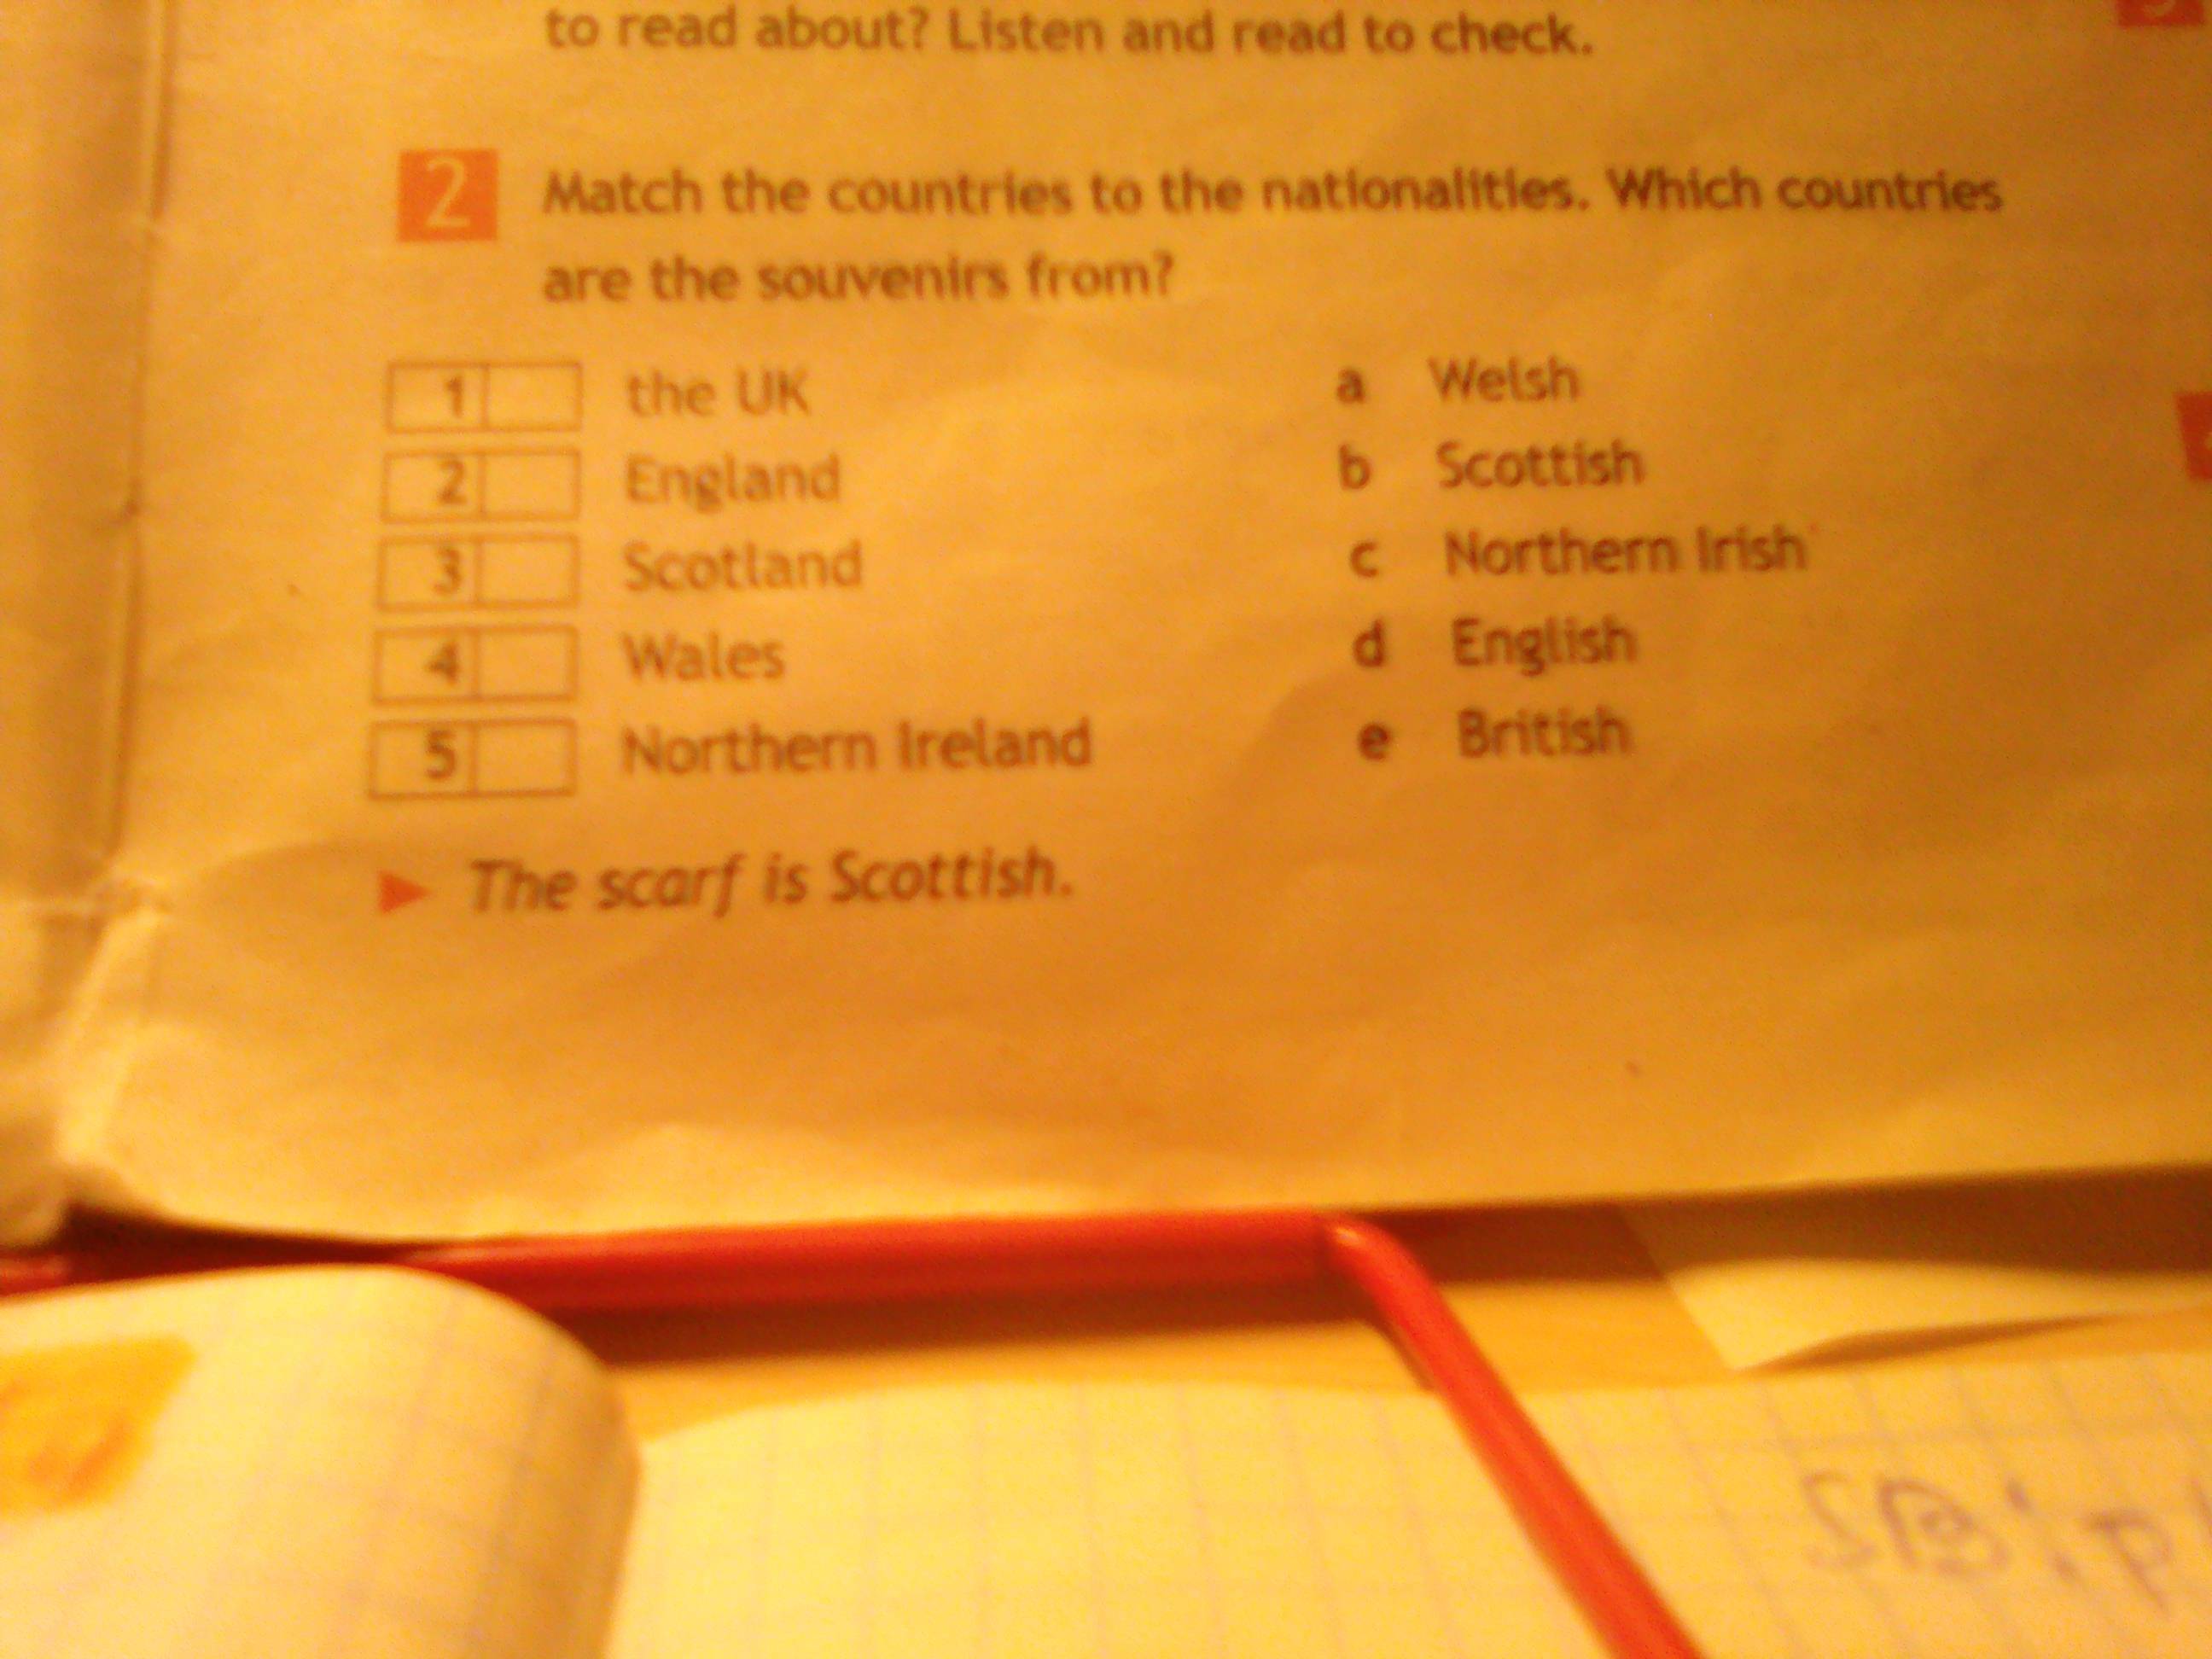 to read about? Listen and read to check.
2 Match the countries to the nationalities. Which countries
are the souvenirs from?
1 the UK a Welsh
2 England b Scottish
3 Scotland c Northern Irish
4 Wales d English
5 Northern Ireland e British
The scarf is Scottish.